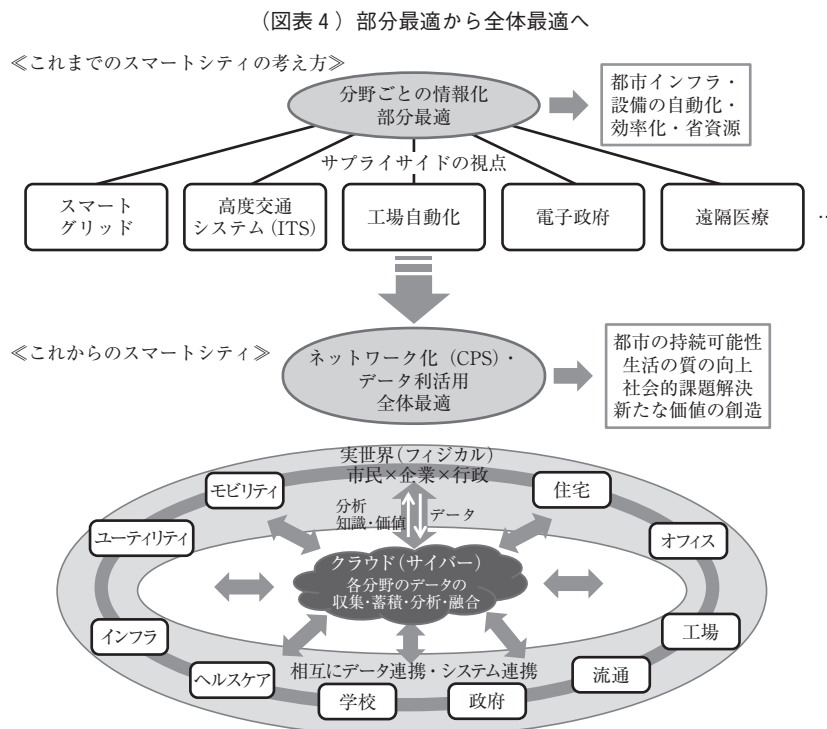 （図表4）部分最適から全体最適へ
≪これまでのスマートシティの考え方≫
分野ごとの情報化
部分最適
都市インフラ・
設備の自動化・
効率化・省資源
サプライサイドの視点
スマート
グリッド
高度交通
システム（ITS）
工場自動化
電子政府
遠隔医療
…
≪これからのスマートシティ≫
ネットワーク化（CPS）・
データ利活用
全体最適
都市の持続可能性
生活の質の向上
社会的課題解決
新たな価値の創造
実世界（フィジカル）
市民×企業×行政
モビリティ
住宅
分析
知識・価値
データ
ユーティリティ
オフィス
クラウド（サイバー）
各分野のデータの
収集・蓄積・分析・融合
インフラ
工場
ヘルスケア
相互にデータ連携・システム連携
流通
学校
政府